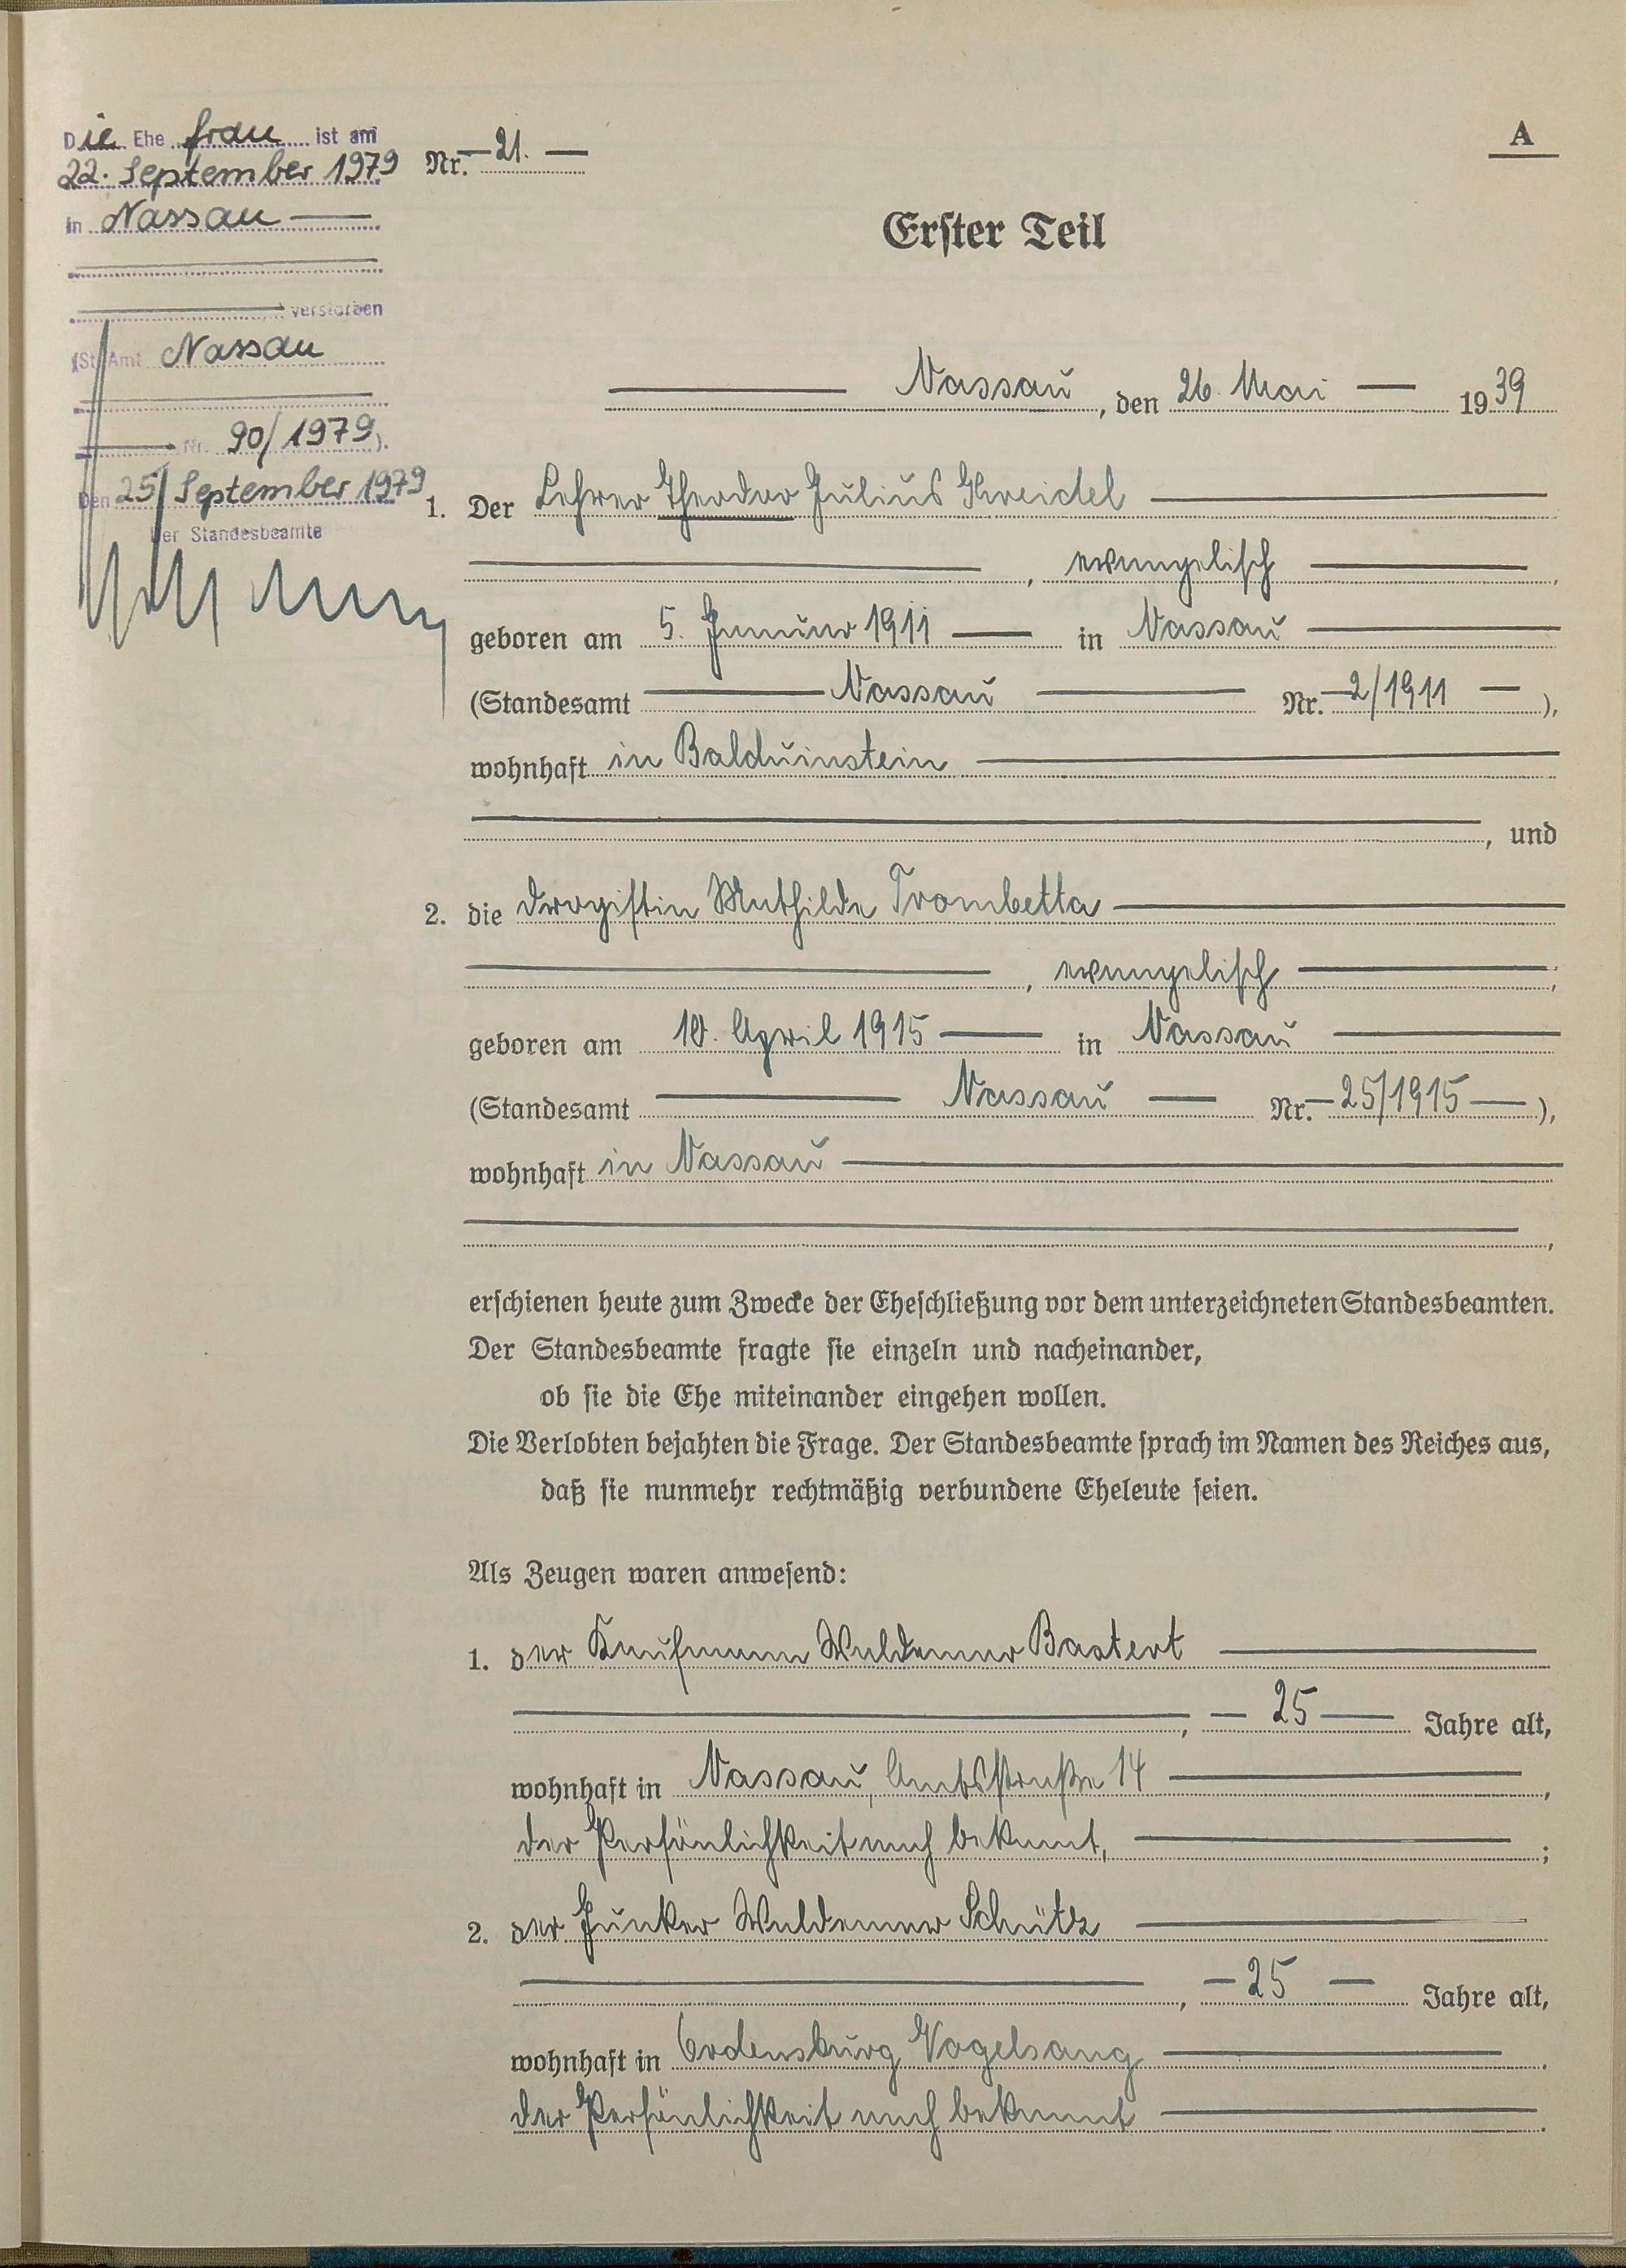 Die Ehe frau ist am
22. September 1979
in Nassau
verstorben
(St. Amt Nassau
Nr. 90/1979).
Den 25. September 1979
Der Standesbeamte
Nr. 21.
A
Erster Teil
Nassau, den 26. Mai 1939
1. Der Lehrer Theodor Julius
, evangelisch,
geboren am 5. Januar 1911 in Nassau
(Standesamt Nassau Nr. 2/1911),
wohnhaft in Balduinstein
, und
2. die Drogistin Mathilde Trombetta
, evangelisch,
geboren am 10. April 1915 in Nassau
(Standesamt Nassau Nr. 25/1915),
wohnhaft in Nassau
,
erschienen heute zum Zwecke der Eheschließung vor dem unterzeichneten Standesbeamten.
Der Standesbeamte fragte sie einzeln und nacheinander,
ob sie die Ehe miteinander eingehen wollen.
Die Verlobten bejahten die Frage. Der Standesbeamte sprach im Namen des Reiches aus,
daß sie nunmehr rechtmäßig verbundene Eheleute seien.
Als Zeugen waren anwesend:
1. der Kaufmann Waldemar Bastert
, 25 Jahre alt,
wohnhaft in Nassau, Amtsstraße 14,
der Persönlichkeit nach bekannt,;
2. der Junker Waldemar Schütz
, 25 Jahre alt,
wohnhaft in Ordensburg Vogelsang.
der Persönlichkeit nach bekannt.